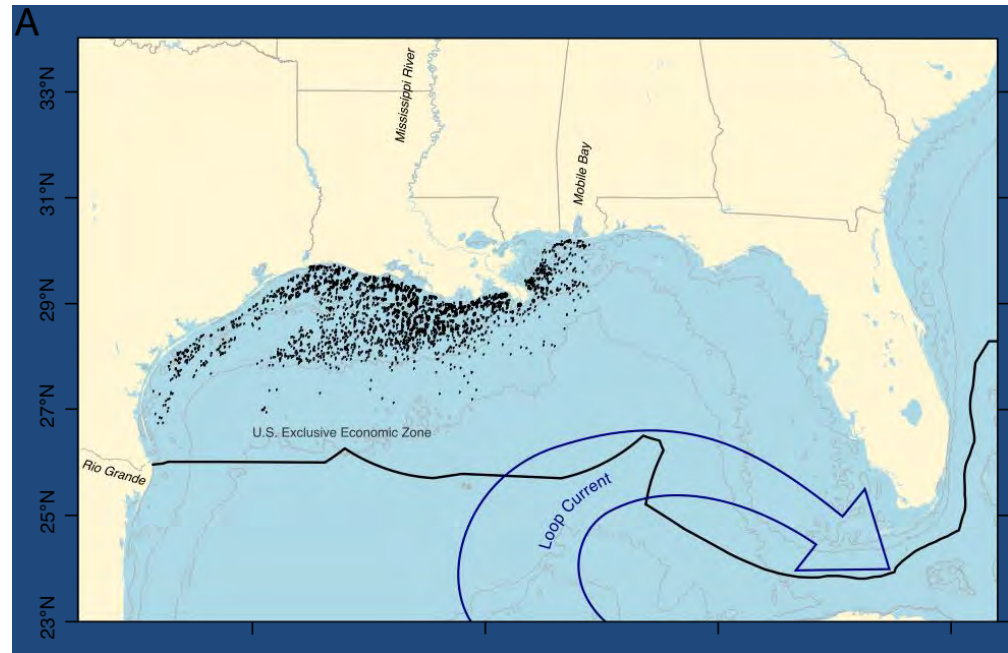 A
33°N
31°N
29°N
27°N
25°N
23°N
Mississippi River
Mobile Bay
U.S. Exclusive Economic Zone
Rio Grande
Loop Current